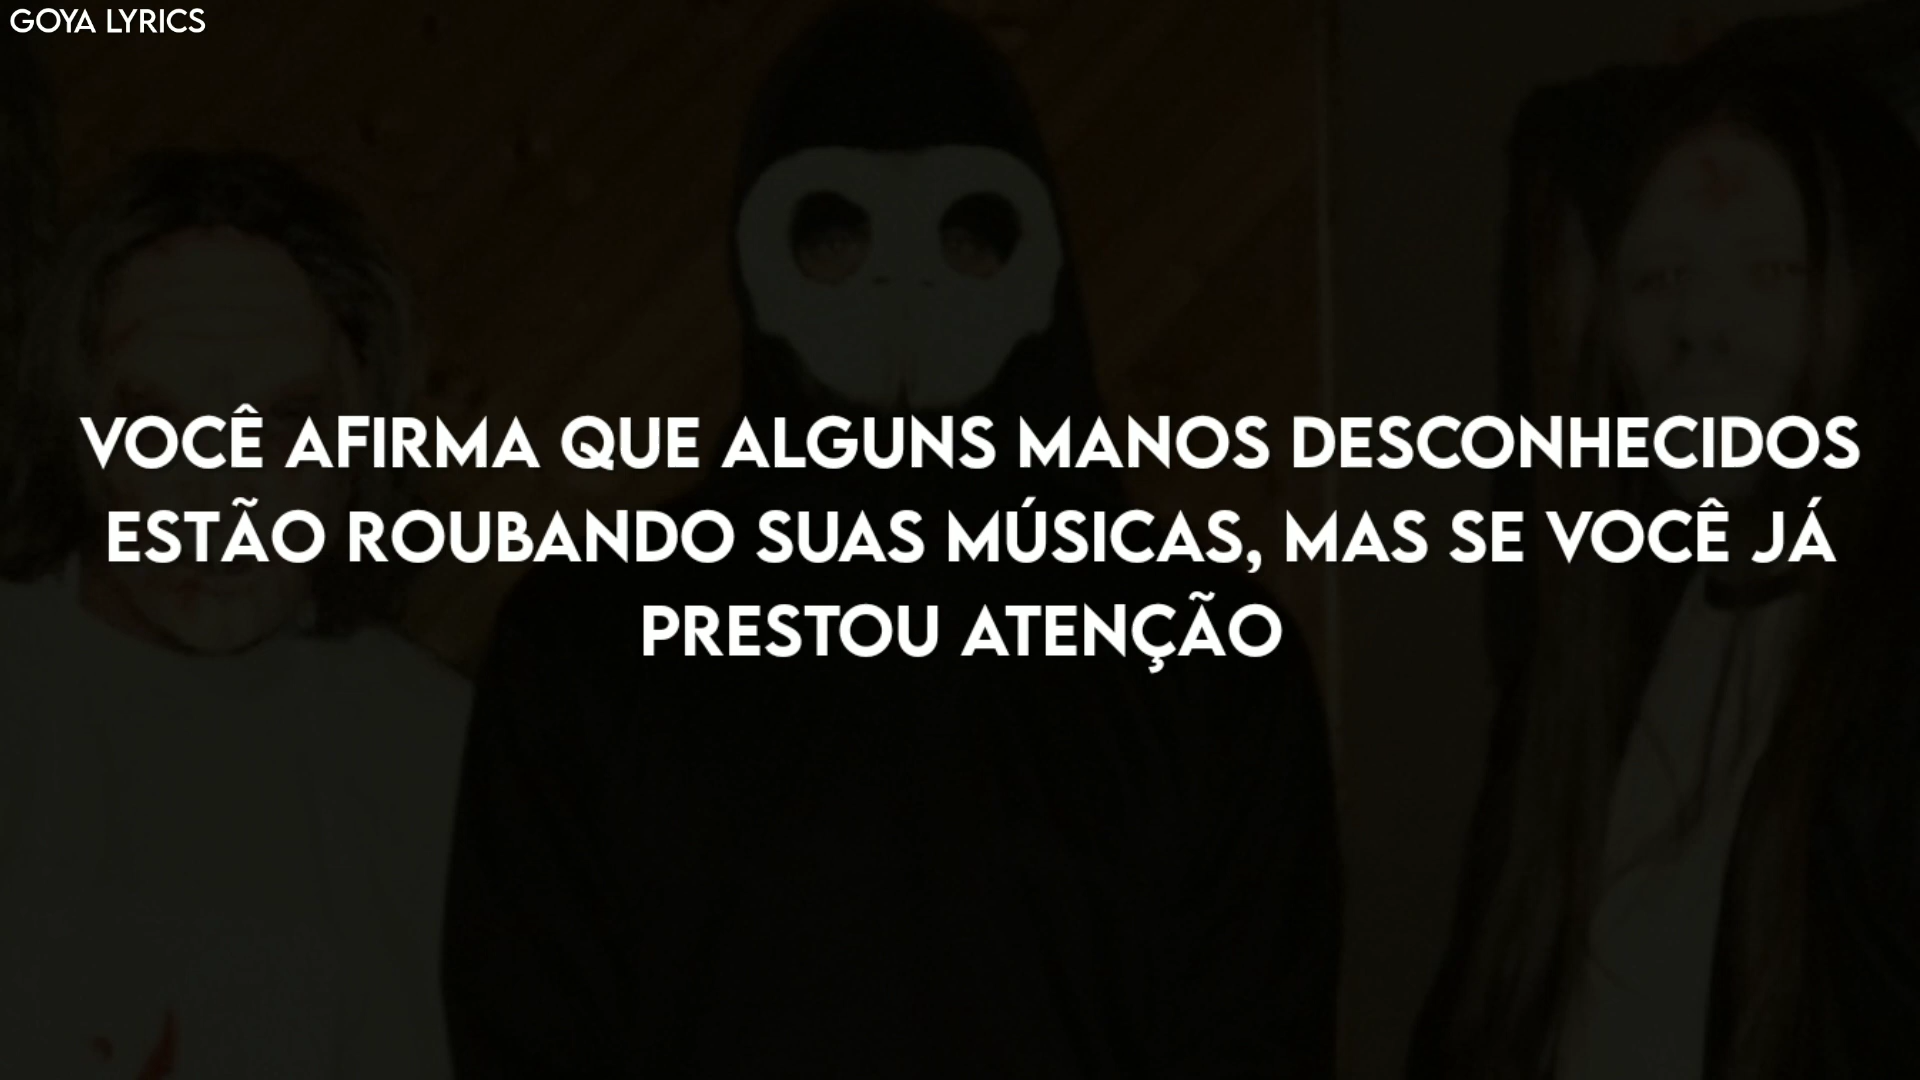 GOYA LYRICS
VOCÊ AFIRMA QUE ALGUNS MANOS DESCONHECIDOS
ESTÃO ROUBANDO SUAS MÚSICAS, MAS SE VOCÊ JÁ
PRESTOU ATENÇÃO